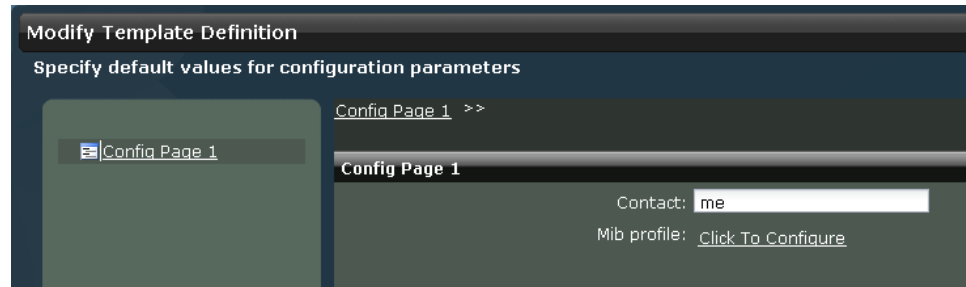 Modify Template Definition
Specify default values for configuration parameters
Config Page 1 >>
Config Page 1
Config Page 1
Contact: me
Mib profile: Click To Configure